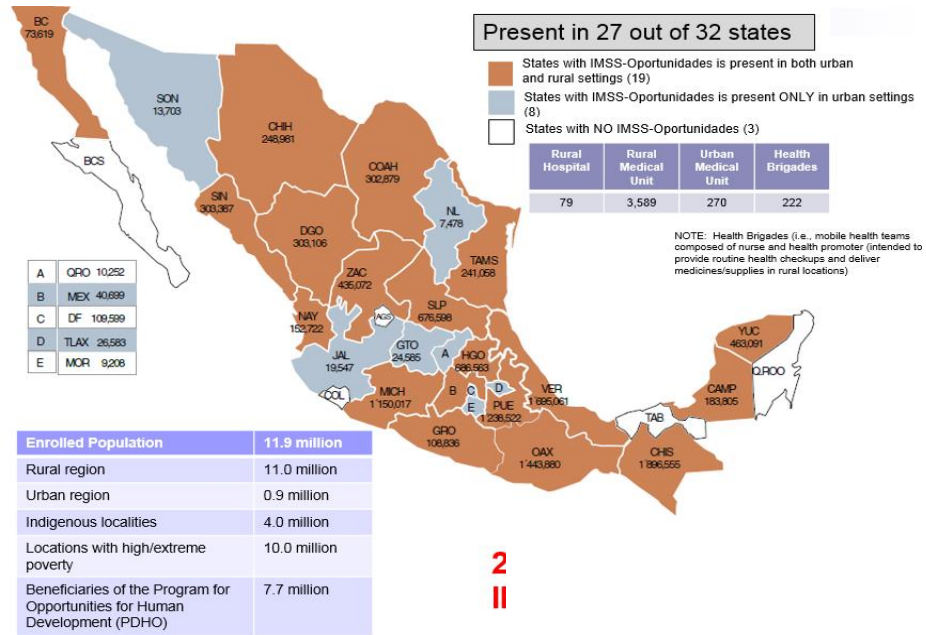 Present in 27 out of 32 states
States with IMSS-Oportunidades is present in both urban
and rural settings (19)
States with IMSS-Oportunidades is present ONLY in urban settings
(8)
States with NO IMSS-Oportunidades (3)
Rural Hospital
Rural Medical Unit
Urban Medical Unit
Health Brigades
79 3,589 270 222
NOTE: Health Brigades (i.e., mobile health teams
composed of nurse and health promoter (intended to
provide routine health checkups and deliver
medicines/supplies in rural locations)
BC
73,619
SON
13,703
CHIH
248,981
COAH
302,879
BCS
SIN
303,387
NL
7,478
DGO
303,106
TAMS
241,058
ZAC
435,072
SLP
676,598
NAY
152,722
AGS
JAL
19,547
GTO
24,585
A
HGO
686,563
COL
MICH
1´150,017
B
C
D
E
PUE
1´238,522
VER
1´695,061
GRO
108,836
OAX
1´443,880
YUC
463,091
Q.ROO
CAMP
183,805
TAB
CHIS
1´896,555
A QRO 10,252
B MEX 40,699
C DF 109,599
D TLAX 26,583
E MOR 9,208
Enrolled Population 11.9 million
Rural region 11.0 million
Urban region 0.9 million
Indigenous localities 4.0 million
Locations with high/extreme
poverty 10.0 million
Beneficiaries of the Program for
Opportunities for Human
Development (PDHO) 7.7 million
2